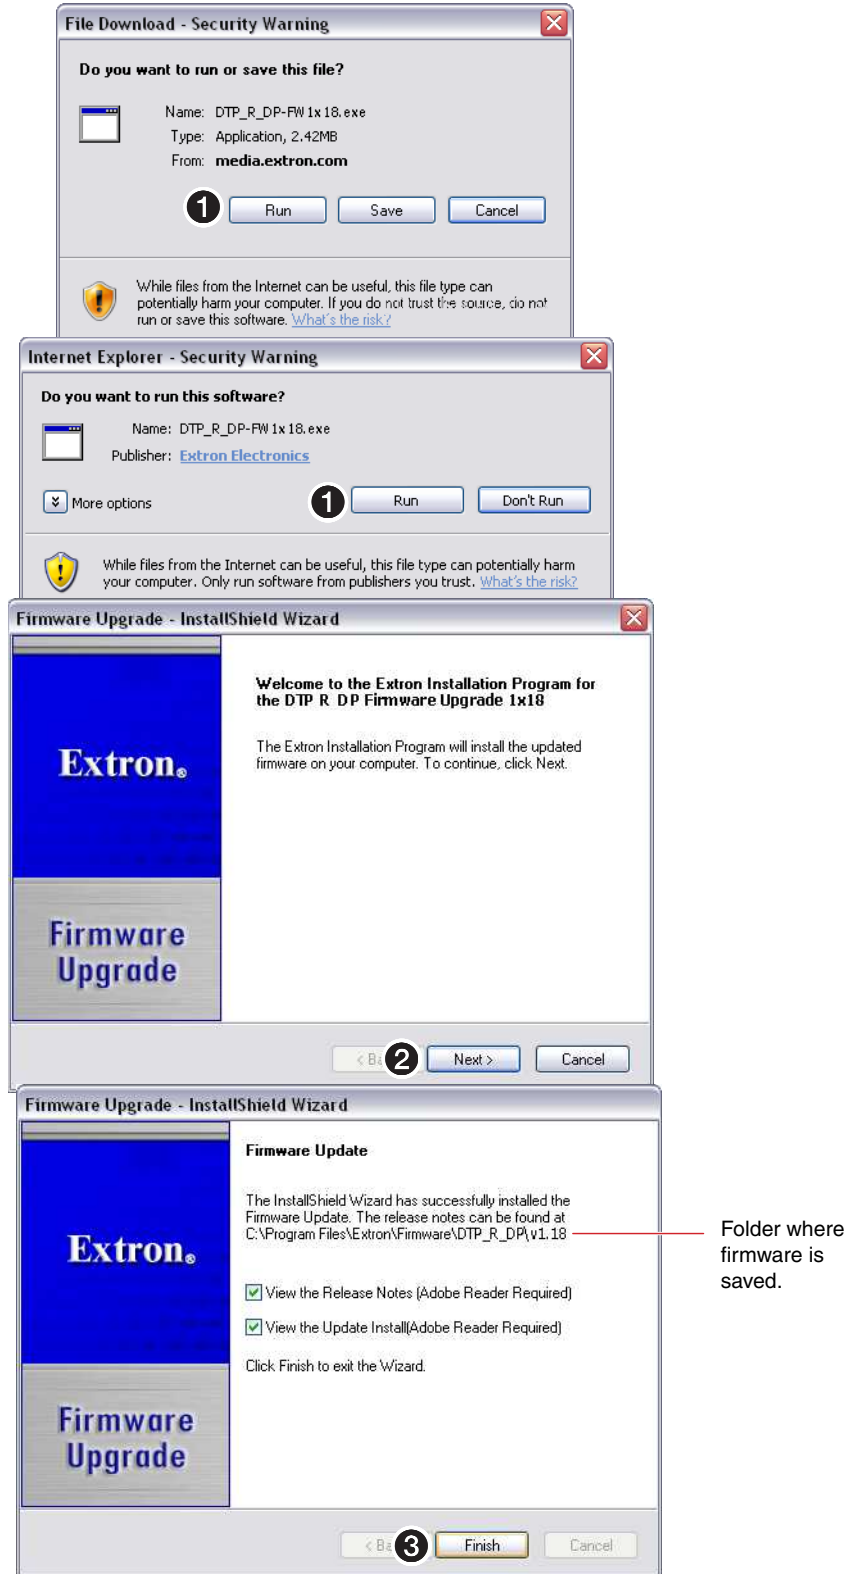 File Download - Security Warning
Do you want to run or save this file?
Name: DTP_R_DP-FW1x18.exe
Type: Application, 2.42MB
From: media.extron.com
1 Run Save Cancel
While files from the Internet can be useful, this file type can
potentially harm your computer. If you do not trust the source, do not
run or save this software. What's the risk?
Internet Explorer - Security Warning
Do you want to run this software?
Name: DTP_R_DP-FW1x18.exe
Publisher: Extron Electronics
More options 1 Run Don't Run
While files from the Internet can be useful, this file type can potentially harm
your computer. Only run software from publishers you trust. What's the risk?
Firmware Upgrade - InstallShield Wizard
Welcome to the Extron Installation Program for
the DTP R DP Firmware Upgrade 1x18
The Extron Installation Program will install the updated
firmware on your computer. To continue, click Next.
Extron®
Firmware
Upgrade
< Ba 2 Next > Cancel
Firmware Upgrade - InstallShield Wizard
Firmware Update
The InstallShield Wizard has successfully installed the
Firmware Update. The release notes can be found at
C:\Program Files\Extron\Firmware\DTP_R_DP\v1.18
Folder where
firmware is
saved.
Extron®
View the Release Notes (Adobe Reader Required)
View the Update Install(Adobe Reader Required)
Click Finish to exit the Wizard.
Firmware
Upgrade
< Ba 3 Finish Cancel